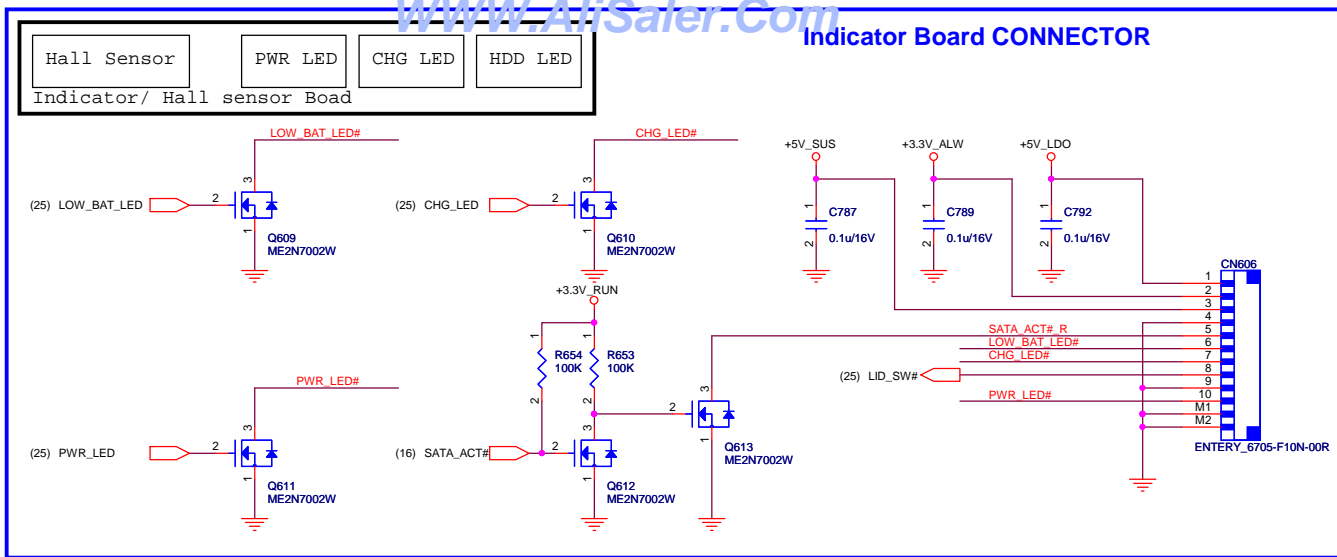 WWW.AliSaler.Com
Indicator Board CONNECTOR
Hall Sensor
PWR LED
CHG LED
HDD LED
Indicator/ Hall sensor Boad
LOW_BAT_LED#
3
(25) LOW_BAT_LED
2
1
Q609
ME2N7002W
CHG_LED#
3
(25) CHG_LED
2
1
Q610
ME2N7002W
+5V_SUS
+3.3V_ALW
+5V_LDO
1
C787
2
0.1u/16V
1
C789
2
0.1u/16V
1
C792
2
0.1u/16V
+3.3V_RUN
1
R654
100K
2
1
R653
100K
2
PWR_LED#
3
(25) PWR_LED
2
1
Q611
ME2N7002W
(16) SATA_ACT#
2
3
1
Q612
ME2N7002W
2
3
1
Q613
ME2N7002W
SATA_ACT#_R
LOW_BAT_LED#
CHG_LED#
(25) LID_SW#
PWR_LED#
CN606
1
2
3
4
5
6
7
8
9
10
M1
M2
ENTERY_6705-F10N-00R